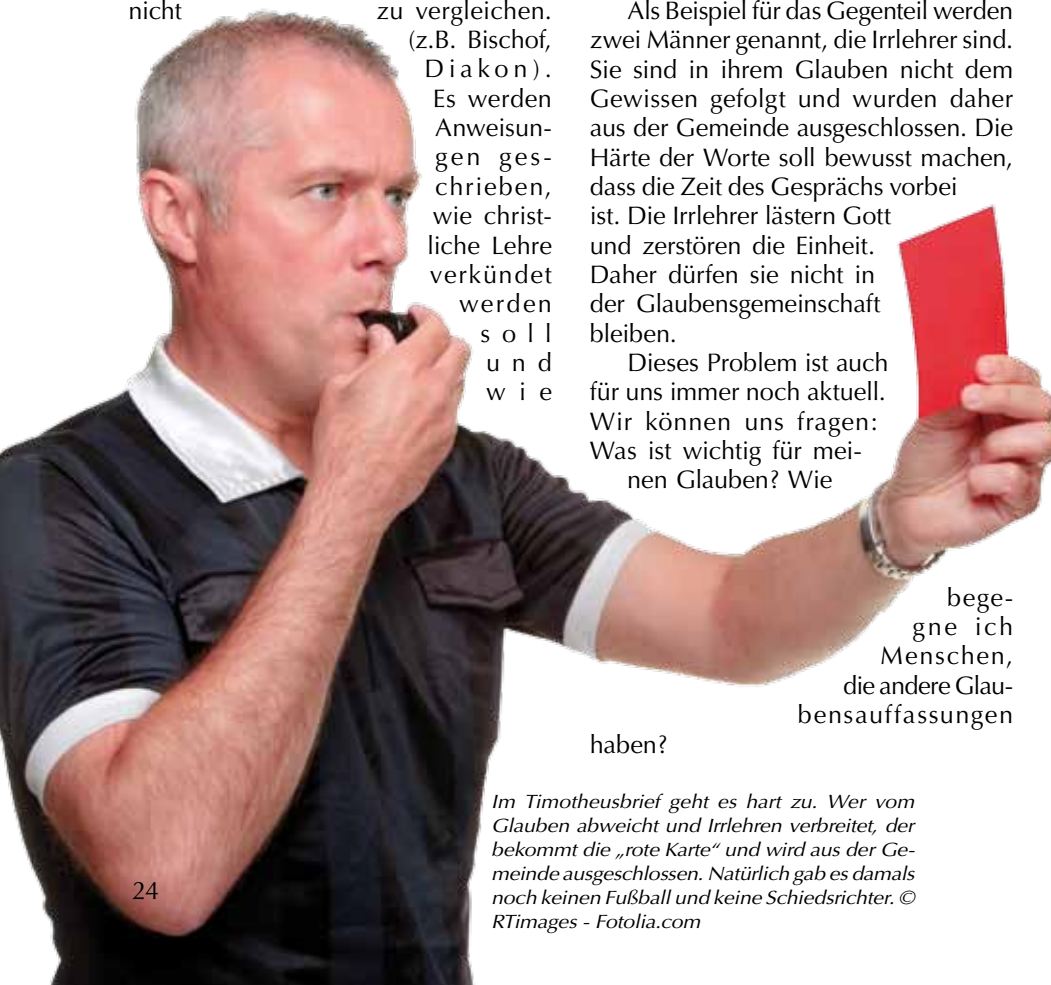 nicht zu vergleichen.
(z.B. Bischof,
Diakon).
Es werden
Anweisun-
gen ges-
chrieben,
wie christ-
liche Lehre
verkündet
werden
soll
und
wie
Als Beispiel für das Gegenteil werden
zwei Männer genannt, die Irrlehrer sind.
Sie sind in ihrem Glauben nicht dem
Gewissen gefolgt und wurden daher
aus der Gemeinde ausgeschlossen. Die
Härte der Worte soll bewusst machen,
dass die Zeit des Gesprächs vorbei
ist. Die Irrlehrer lästern Gott
und zerstören die Einheit.
Daher dürfen sie nicht in
der Glaubensgemeinschaft
bleiben.
Dieses Problem ist auch
für uns immer noch aktuell.
Wir können uns fragen:
Was ist wichtig für mei-
nen Glauben? Wie
bege-
gne ich
Menschen,
die andere Glau-
bensauffassungen
haben?
Im Timotheusbrief geht es hart zu. Wer vom
Glauben abweicht und Irrlehren verbreitet, der
bekommt die „rote Karte“ und wird aus der Ge-
meinde ausgeschlossen. Natürlich gab es damals
noch keinen Fußball und keine Schiedsrichter. ©
RTimages - Fotolia.com
24